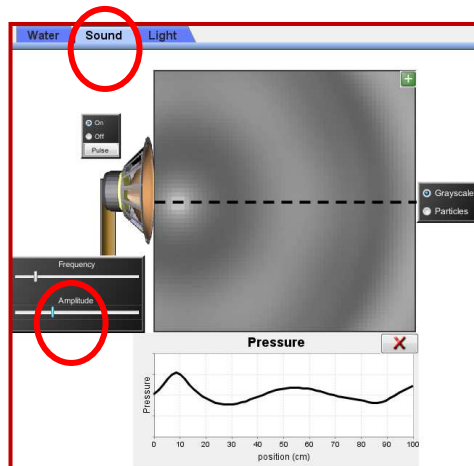 Water Sound Light
+
On
Off
Pulse
Grayscale
Particles
Frequency
Amplitude
Pressure X
Pressure
0 10 20 30 40 50 60 70 80 90 100
position (cm)